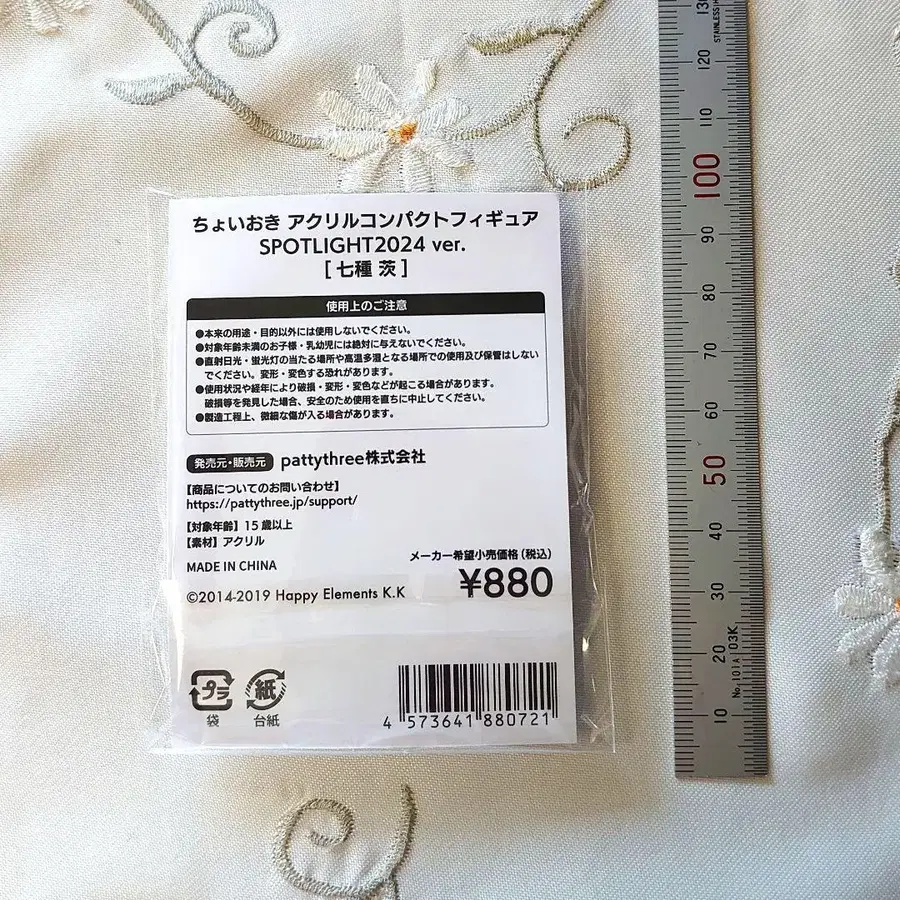 ちょいおき アクリルコンパクトフィギュア
SPOTLIGHT2024 ver.
[ 七種 茨 ]
使用上のご注意
●本来の用途・目的以外には使用しないでください。
●対象年齢未満のお子様・乳幼児には絶対に与えないでください。
●直射日光・蛍光灯の当たる場所や高温多湿となる場所での使用及び保管はしない
でください。変形・変色する恐れがあります。
●使用状況や経年により破損・変形・変色などが起こる場合があります。
破損等を発見した場合、安全のため使用を直ちに中止してください。
●製造工程上、微細な傷が入る場合があります。
発売元・販売元 pattythree株式会社
【商品についてのお問い合わせ】
https://pattythree.jp/support/
【対象年齢】15歳以上
【素材】アクリル
MADE IN CHINA
メーカー希望小売価格(税込)
¥880
©2014-2019 Happy Elements K.K
プラ
袋
紙
台紙
4 573641 880721
130
120
110
100
90
80
70
60
50
40
30
20
10
No.101A 03K
STAINLESS